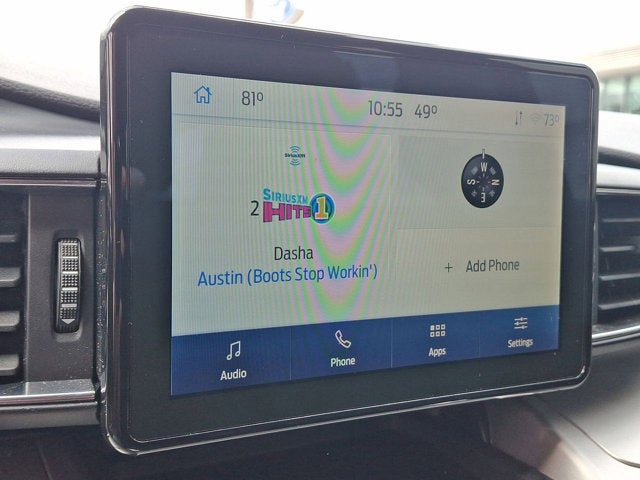 81° 10:55 49° 73°
SiriusXM
2 SIRIUSXM HITS 1
Dasha
Austin (Boots Stop Workin')
W
S N
E
+ Add Phone
Audio Phone Apps Settings